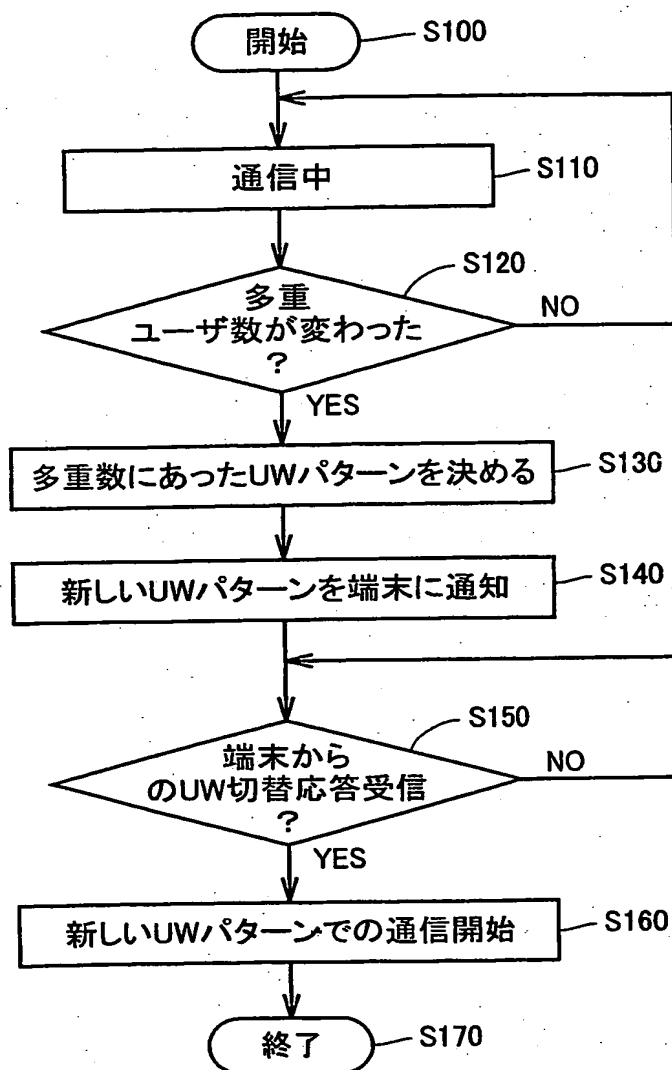 開始
S100
通信中
S110
S120
多重
ユーザ数が変わった
?
NO
YES
多重数にあったUWパターンを決める
S130
新しいUWパターンを端末に通知
S140
S150
端末から
のUW切替応答受信
?
NO
YES
新しいUWパターンでの通信開始
S160
終了
S170